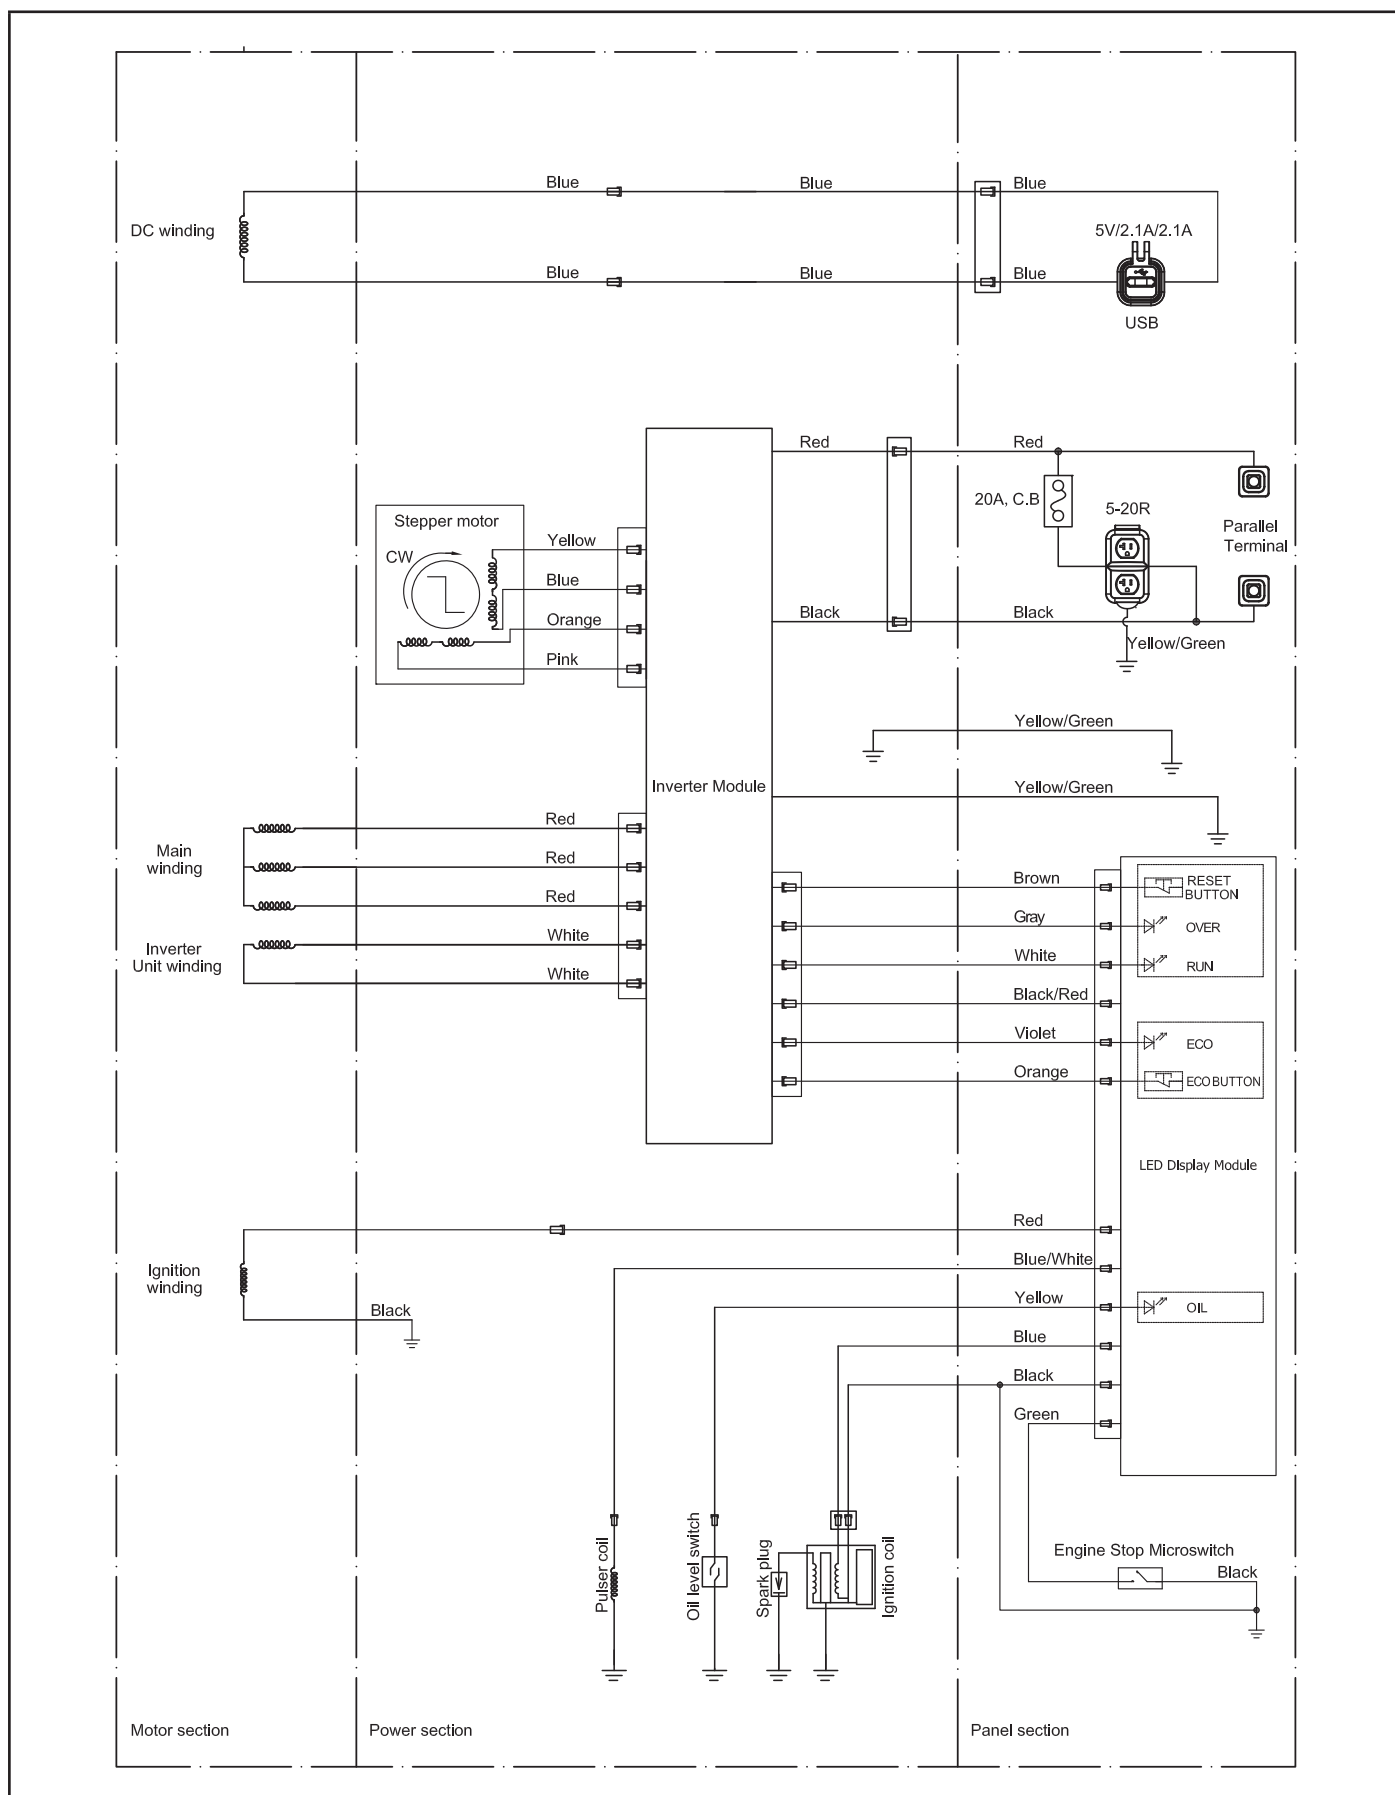 Blue
Blue
Blue
DC winding
5V/2.1A/2.1A
Blue
Blue
Blue
USB
Red
Red
20A, C.B
5-20R
Stepper motor
CW
Yellow
Blue
Orange
Pink
Parallel
Terminal
Black
Black
Yellow/Green
Yellow/Green
Inverter Module
Yellow/Green
Main
winding
Red
Red
Red
Inverter
Unit winding
White
White
Brown
RESET
BUTTON
Gray
OVER
White
RUN
Black/Red
Violet
ECO
Orange
ECO BUTTON
LED Display Module
Red
Ignition
winding
Blue/White
Black
Yellow
OIL
Blue
Black
Green
Pulser coil
Oil level switch
Spark plug
Ignition coil
Engine Stop Microswitch
Black
Motor section
Power section
Panel section